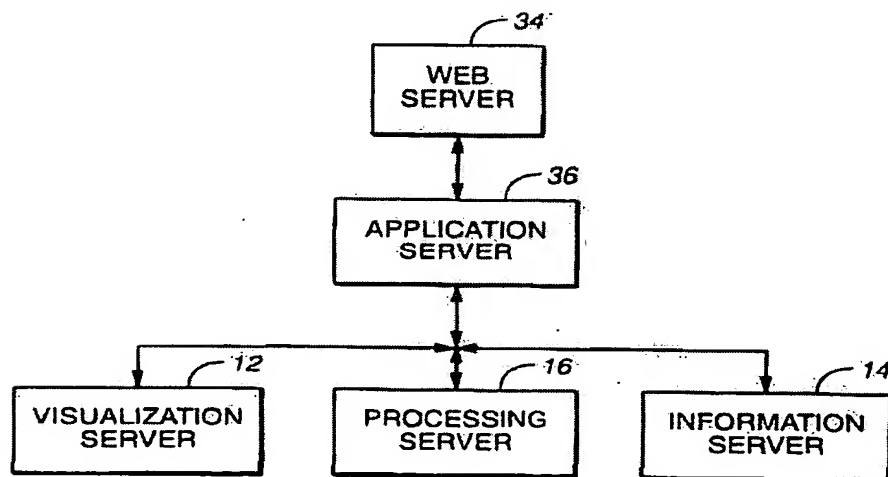 34
WEB
SERVER
36
APPLICATION
SERVER
12
VISUALIZATION
SERVER
16
PROCESSING
SERVER
14
INFORMATION
SERVER